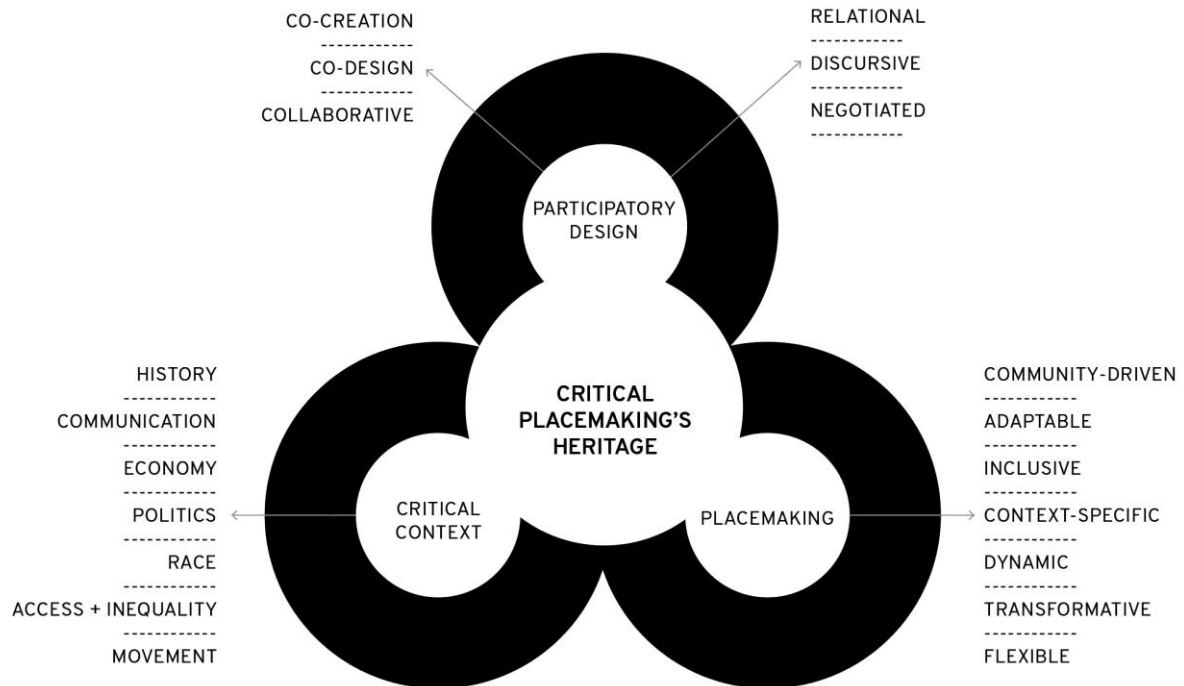 CO-CREATION
CO-DESIGN
COLLABORATIVE
RELATIONAL
DISCURSIVE
NEGOTIATED
PARTICIPATORY
DESIGN
CRITICAL
PLACEMAKING'S
HERITAGE
HISTORY
COMMUNICATION
ECONOMY
POLITICS
RACE
ACCESS + INEQUALITY
MOVEMENT
CRITICAL
CONTEXT
PLACEMAKING
COMMUNITY-DRIVEN
ADAPTABLE
INCLUSIVE
CONTEXT-SPECIFIC
DYNAMIC
TRANSFORMATIVE
FLEXIBLE